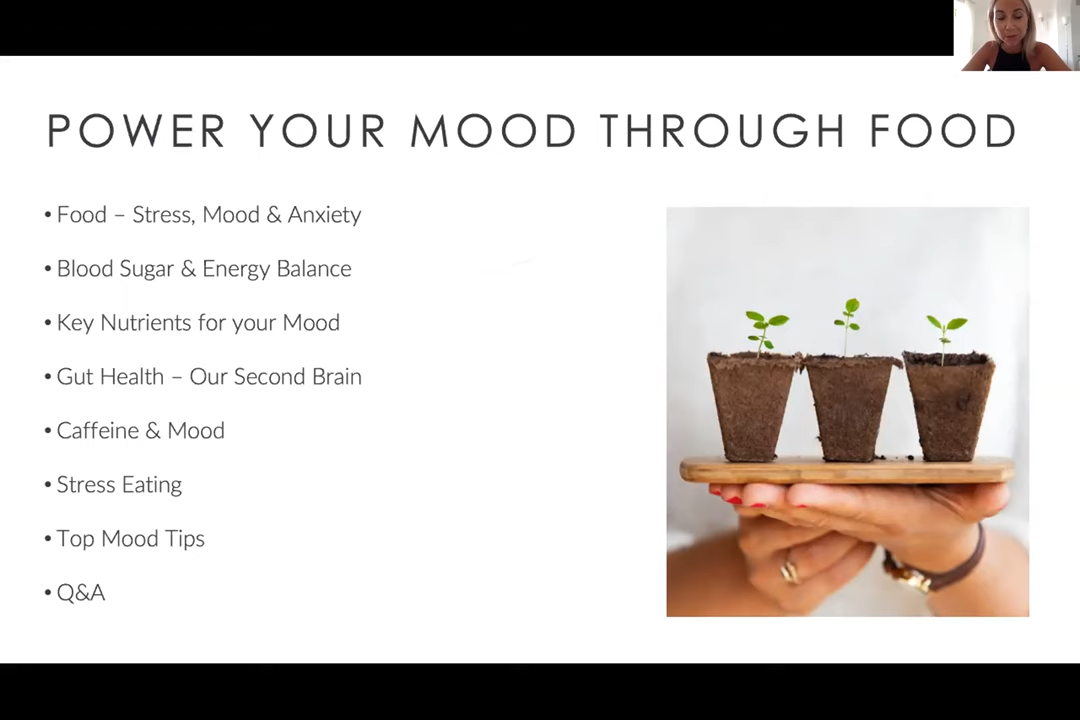 POWER YOUR MOOD THROUGH FOOD
• Food – Stress, Mood & Anxiety
• Blood Sugar & Energy Balance
• Key Nutrients for your Mood
• Gut Health – Our Second Brain
• Caffeine & Mood
• Stress Eating
• Top Mood Tips
• Q&A